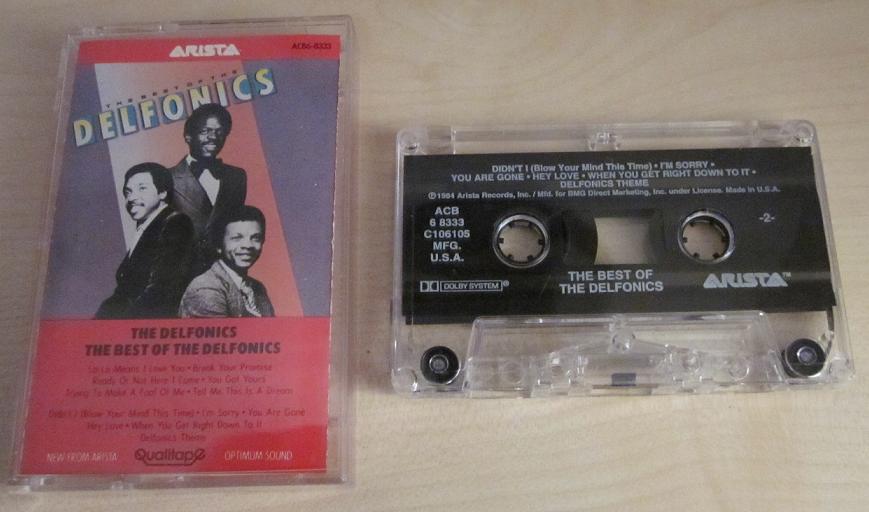 ARISTA
AC86-8333
THE BEST OF THE
DELFONICS
THE DELFONICS
THE BEST OF THE DELFONICS
La-La Means I Love You • Break Your Promise
Ready Or Not Here I Come • You Got Yours
Trying To Make A Fool Of Me • Tell Me This Is A Dream
Didn't I (Blow Your Mind This Time) • I'm Sorry • You Are Gone
Hey Love • When You Get Right Down To It
Delfonics Theme
NEW FROM ARISTA
Qualitape
OPTIMUM SOUND
DIDN'T I (Blow Your Mind This Time) • I'M SORRY •
YOU ARE GONE • HEY LOVE • WHEN YOU GET RIGHT DOWN TO IT •
DELFONICS THEME
℗1984 Arista Records, Inc. / Mfd. for BMG Direct Marketing, Inc. under License. Made in U.S.A.
ACB
6 8333
C106105
MFG.
U.S.A.
-2-
DOLBY SYSTEM®
THE BEST OF
THE DELFONICS
ARISTA™